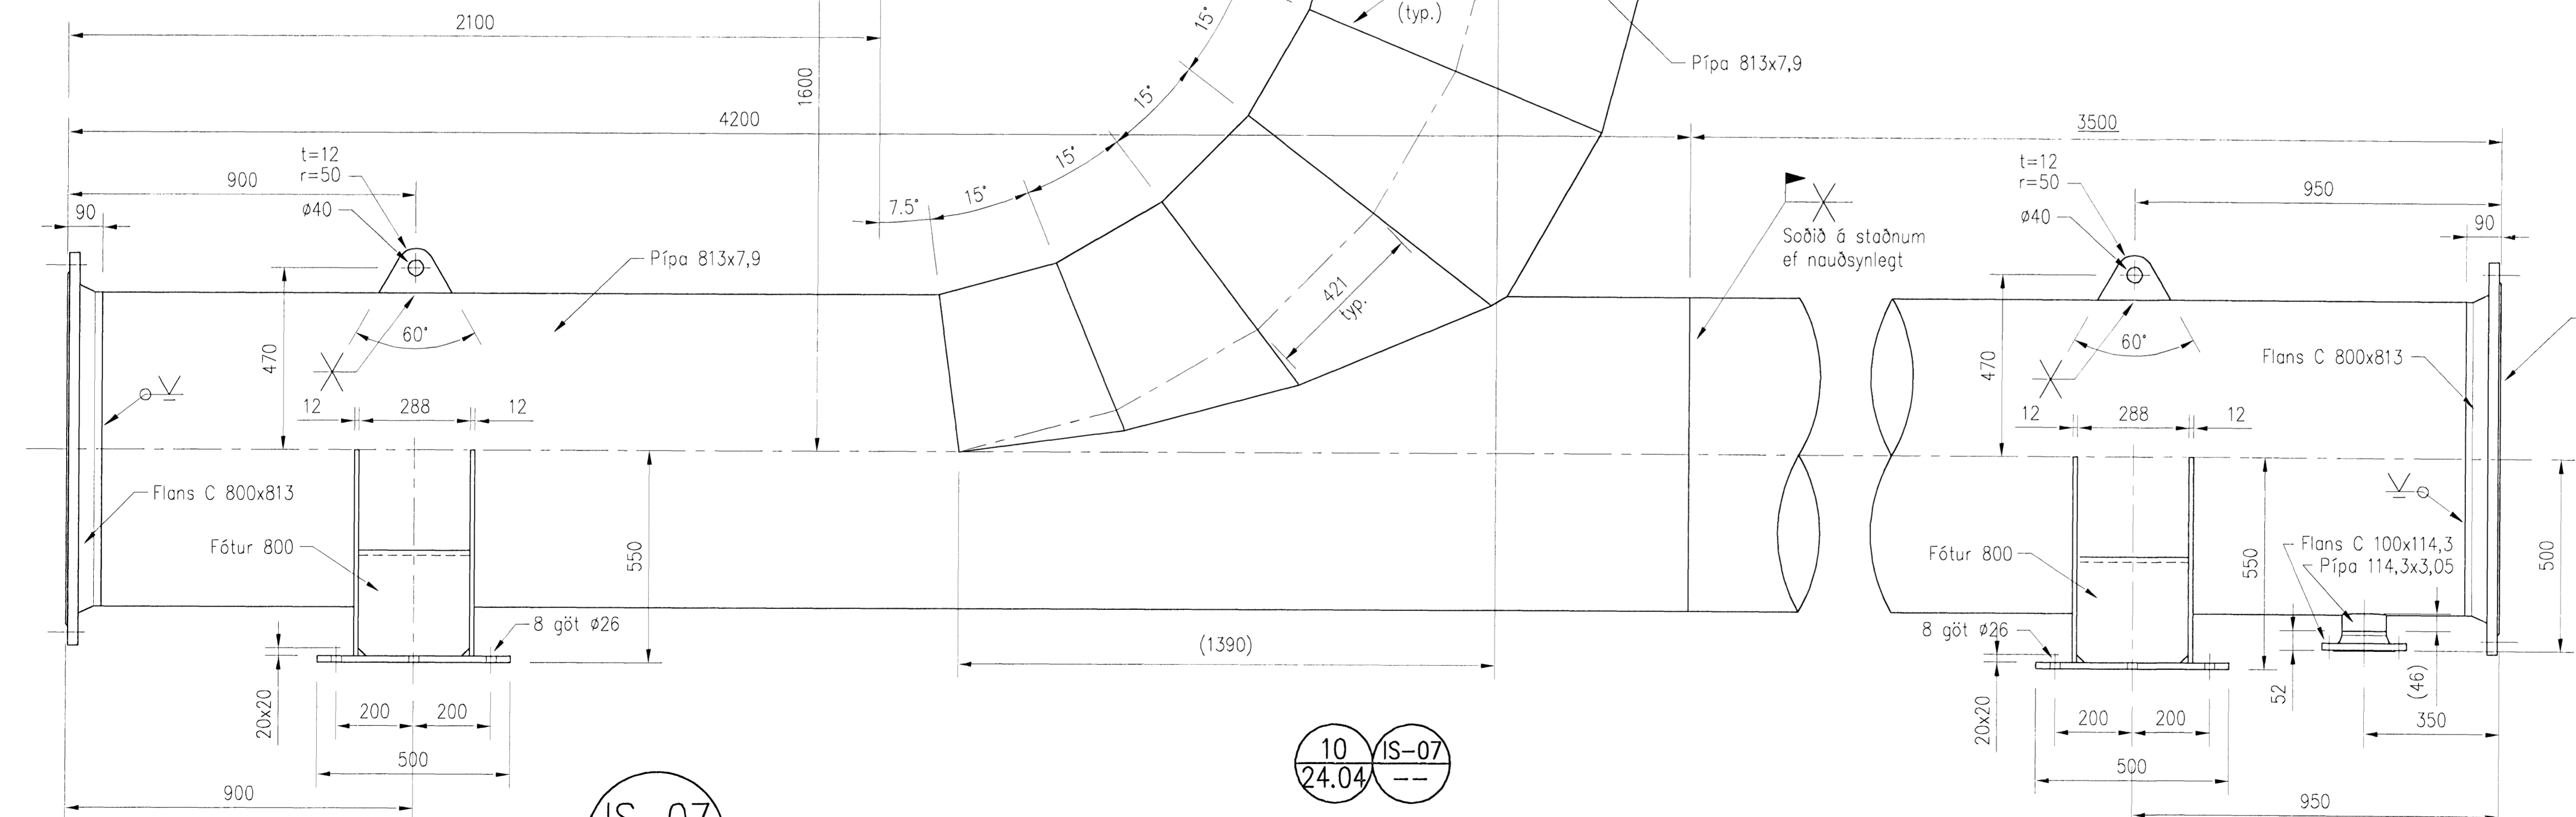 2100
(typ.)
15°
Pípa 813x7,9
1600
15°
4200
3500
t=12
r=50
900
15°
t=12
r=50
950
90
ø40
7.5°
15°
ø40
90
Soðið á staðnum
ef nauðsynlegt
Pípa 813x7,9
421
typ.
60°
470
60°
470
Flans C 800x813
12
288
12
12
288
12
Flans C 800x813
Fótur 800
550
Fótur 800
550
Flans C 100x114,3
Pípa 114,3x3,05
500
8 göt ø26
8 göt ø26
(1390)
20x20
200
200
500
20x20
200
200
500
52
(46)
350
10
24.04
IS-07
--
900
950
IS-07